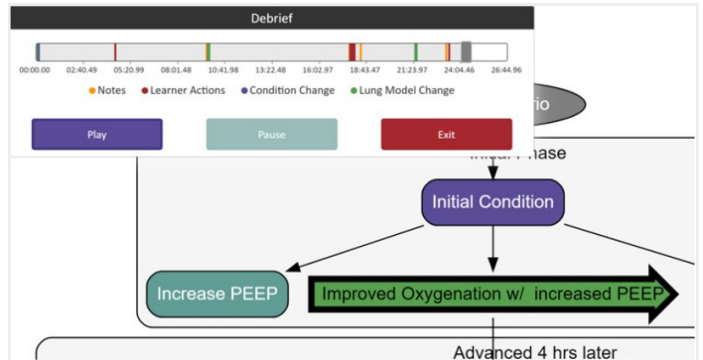 Debrief
00:00.00 02:40.49 05:20.99 08:01.48 10:41.98 13:22.48 16:02.97 18:43.47 21:23.97 24:04.46 26:44.96
Notes Learner Actions Condition Change Lung Model Change
Play Pause Exit
Initial Condition
Increase PEEP
Improved Oxygenation w/ increased PEEP
Advanced 4 hrs later